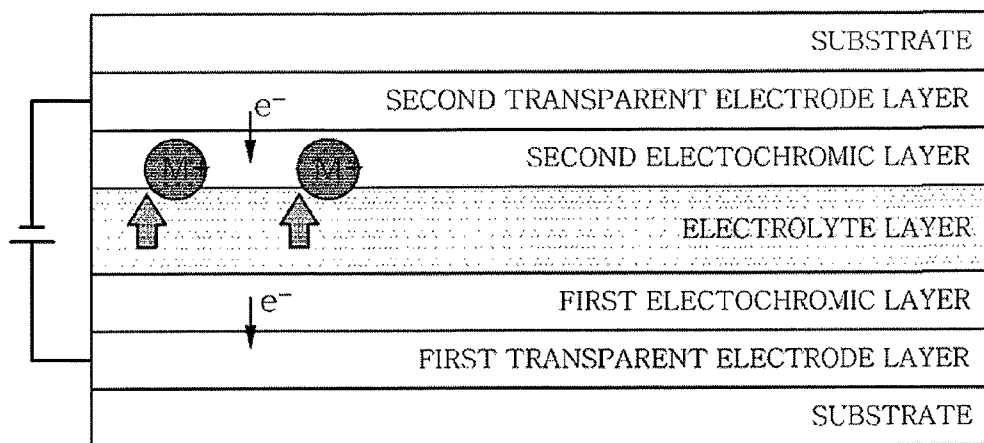 SUBSTRATE
SECOND TRANSPARENT ELECTRODE LAYER
e⁻
M+ M+
SECOND ELECTOCHROMIC LAYER
ELECTROLYTE LAYER
e⁻
FIRST ELECTOCHROMIC LAYER
FIRST TRANSPARENT ELECTRODE LAYER
SUBSTRATE